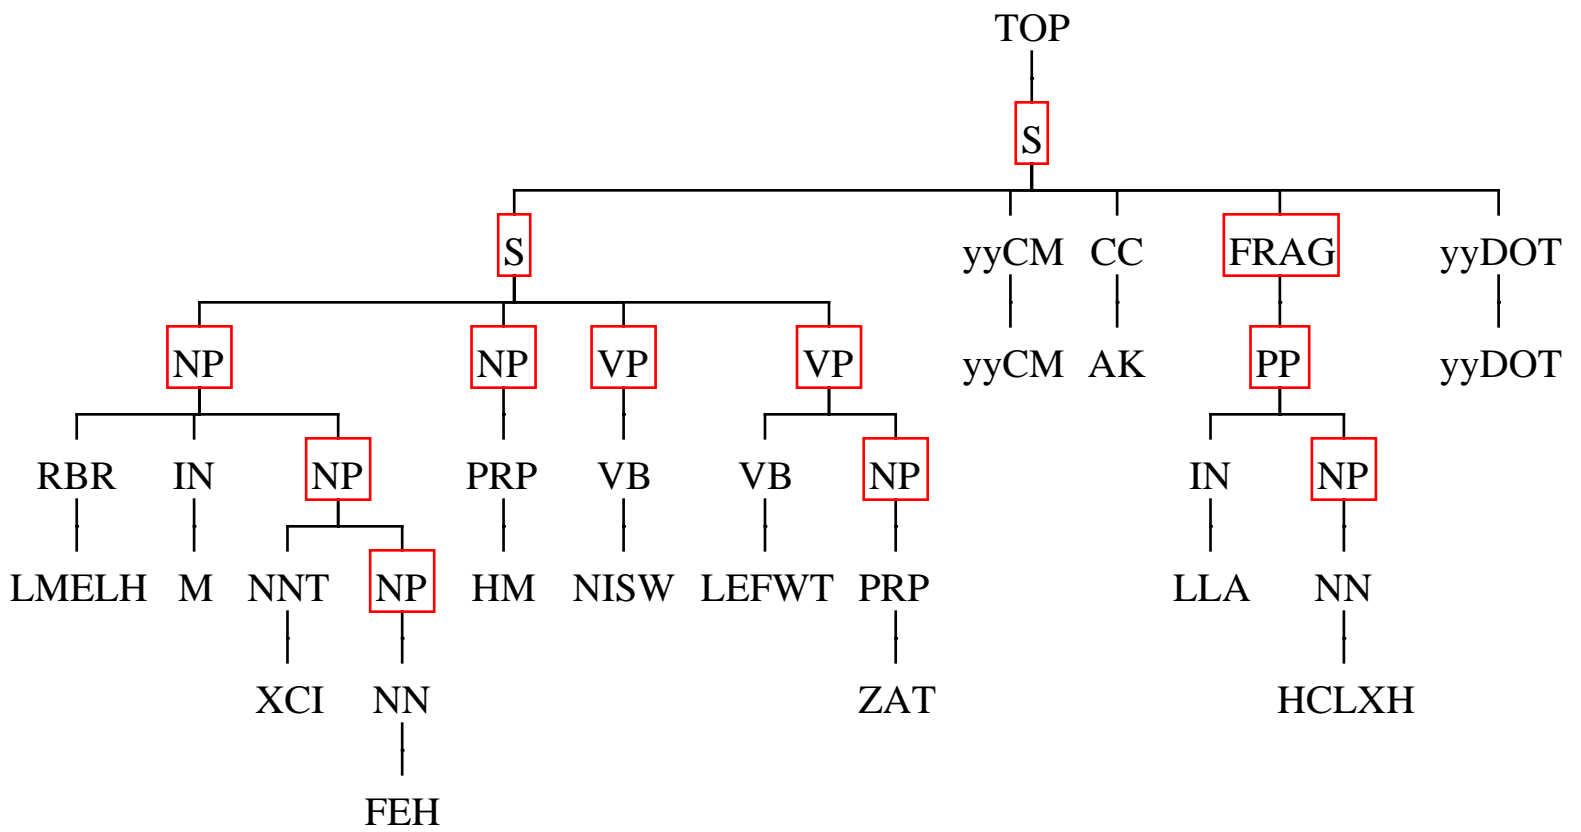 TOP
S
S yyCM CC FRAG yyDOT
NP NP VP VP yyCM AK PP yyDOT
RBR IN NP PRP VB VB NP IN NP
LMELH M NNT NP HM NISW LEFWT PRP LLA NN
XCI NN ZAT HCLXH
FEH